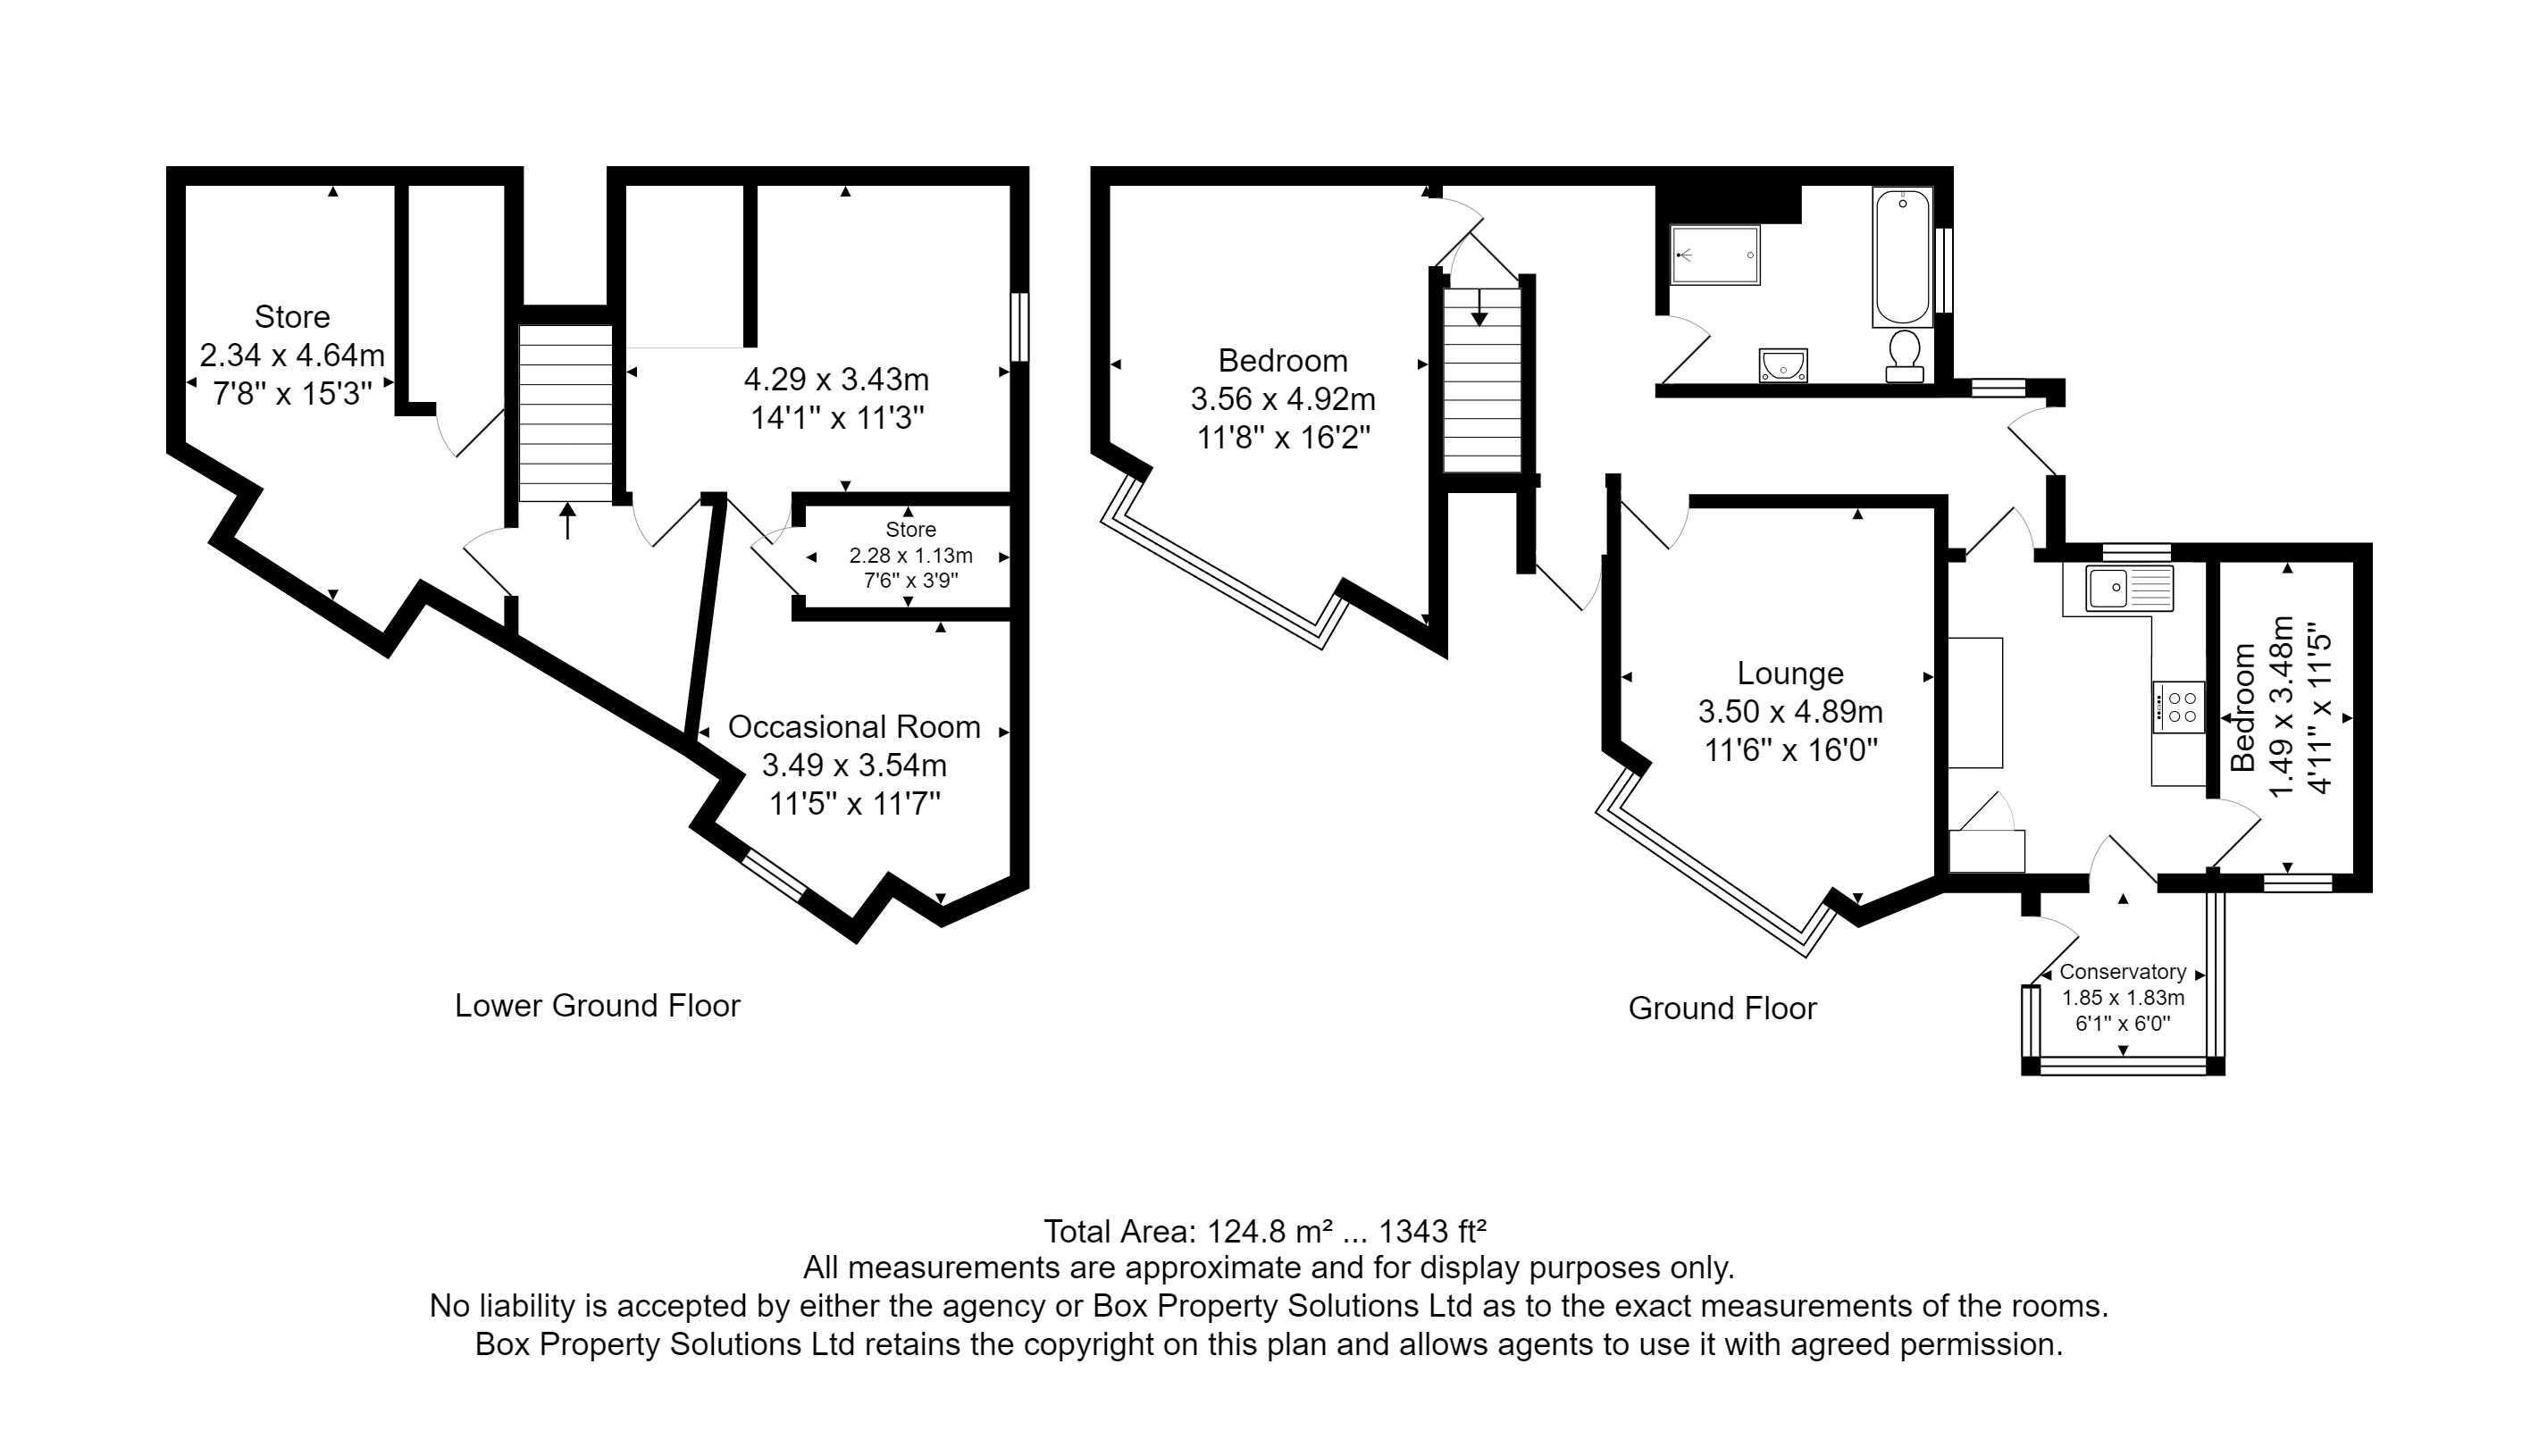 Store
2.34 x 4.64m
7'8" x 15'3"
4.29 x 3.43m
14'1" x 11'3"
Store
2.28 x 1.13m
7'6" x 3'9"
Occasional Room
3.49 x 3.54m
11'5" x 11'7"
Lower Ground Floor
Bedroom
3.56 x 4.92m
11'8" x 16'2"
Lounge
3.50 x 4.89m
11'6" x 16'0"
Bedroom
1.49 x 3.48m
4'11" x 11'5"
Conservatory
1.85 x 1.83m
6'1" x 6'0"
Ground Floor
Total Area: 124.8 m² ... 1343 ft²
All measurements are approximate and for display purposes only.
No liability is accepted by either the agency or Box Property Solutions Ltd as to the exact measurements of the rooms.
Box Property Solutions Ltd retains the copyright on this plan and allows agents to use it with agreed permission.